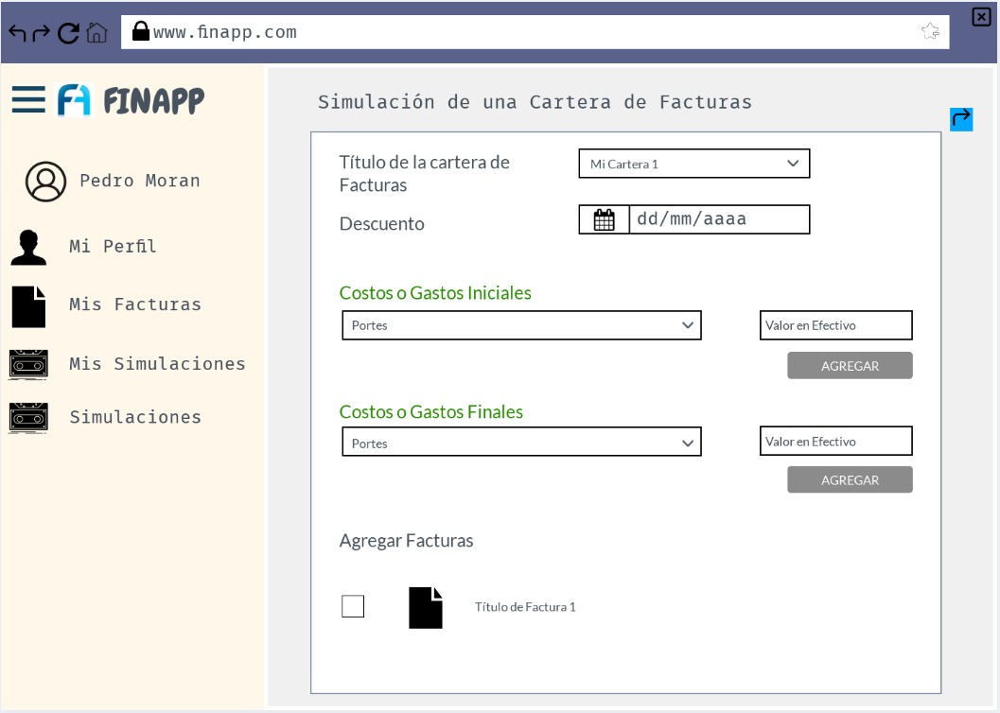 www.finapp.com
FINAPP
Pedro Moran
Mi Perfil
Mis Facturas
Mis Simulaciones
Simulaciones
Simulación de una Cartera de Facturas
Título de la cartera de
Facturas
Mi Cartera 1
Descuento
dd/mm/aaaa
Costos o Gastos Iniciales
Portes
Valor en Efectivo
AGREGAR
Costos o Gastos Finales
Portes
Valor en Efectivo
AGREGAR
Agregar Facturas
Título de Factura 1